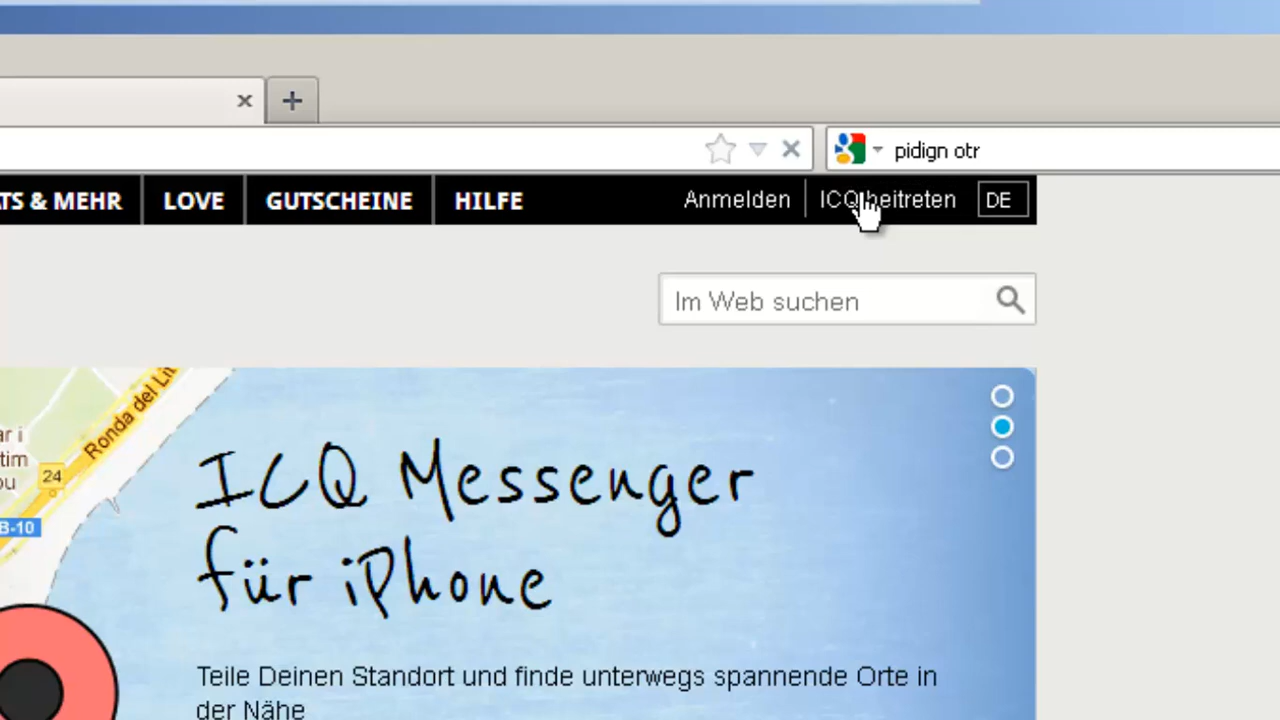 pidign otr
TS & MEHR LOVE GUTSCHEINE HILFE Anmelden ICQ beitreten DE
Im Web suchen
Ronda del
24
B-10
ICQ Messenger
für iPhone
Teile Deinen Standort und finde unterwegs spannende Orte in
der Nähe